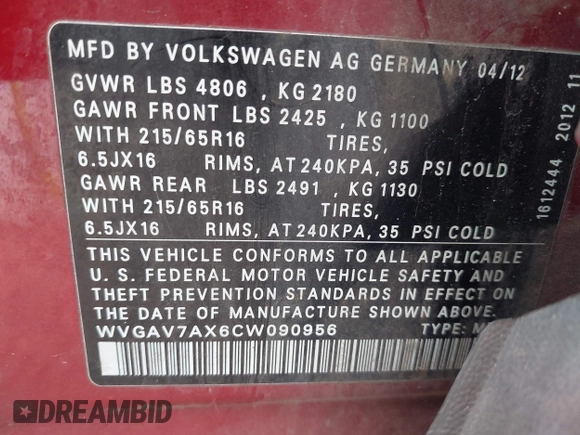 MFD BY VOLKSWAGEN AG GERMANY 04/12
GVWR LBS 4806 , KG 2180
GAWR FRONT LBS 2425 , KG 1100
WITH 215/65R16 TIRES,
6.5JX16 RIMS, AT 240KPA, 35 PSI COLD
GAWR REAR LBS 2491 , KG 1130
WITH 215/65R16 TIRES,
6.5JX16 RIMS, AT 240KPA, 35 PSI COLD
THIS VEHICLE CONFORMS TO ALL APPLICABLE
U. S. FEDERAL MOTOR VEHICLE SAFETY AND
THEFT PREVENTION STANDARDS IN EFFECT ON
THE DATE OF MANUFACTURE SHOWN ABOVE.
WVGAV7AX6CW090956 TYPE:
1612444 2012 11
DREAMBID